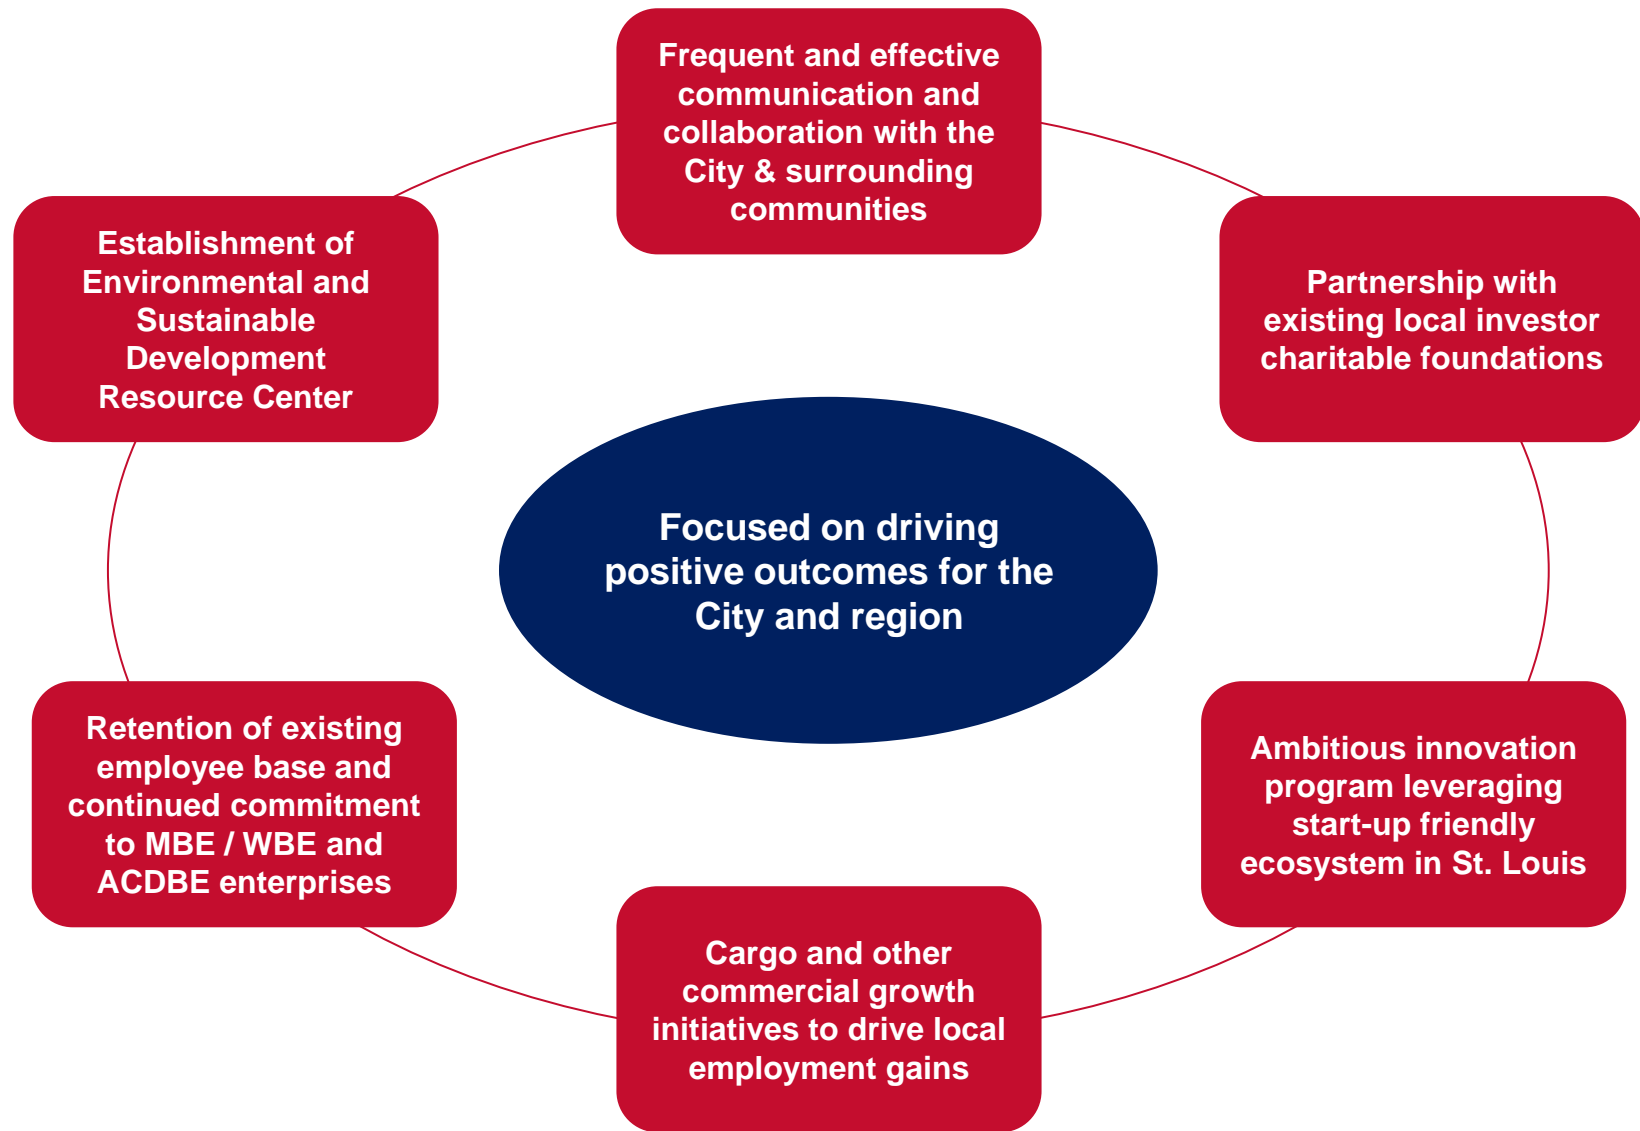 Frequent and effective
communication and
collaboration with the
City & surrounding
communities
Partnership with
existing local investor
charitable foundations
Ambitious innovation
program leveraging
start-up friendly
ecosystem in St. Louis
Cargo and other
commercial growth
initiatives to drive local
employment gains
Retention of existing
employee base and
continued commitment
to MBE / WBE and
ACDBE enterprises
Establishment of
Environmental and
Sustainable
Development
Resource Center
Focused on driving
positive outcomes for the
City and region